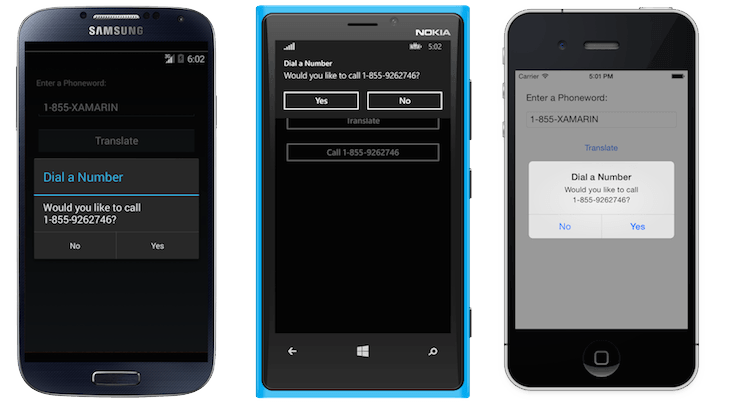 SAMSUNG
6:02
Enter a Phoneword:
1-855-XAMARIN
Translate
Dial a Number
Would you like to call
1-855-9262746?
No
Yes
NOKIA
5:02
Dial a Number
Would you like to call 1-855-9262746?
Yes
No
Translate
Call 1-855-9262746
Carrier
5:01 PM
Enter a Phoneword:
1-855-XAMARIN
Translate
Dial a Number
Would you like to call
1-855-9262746?
No
Yes